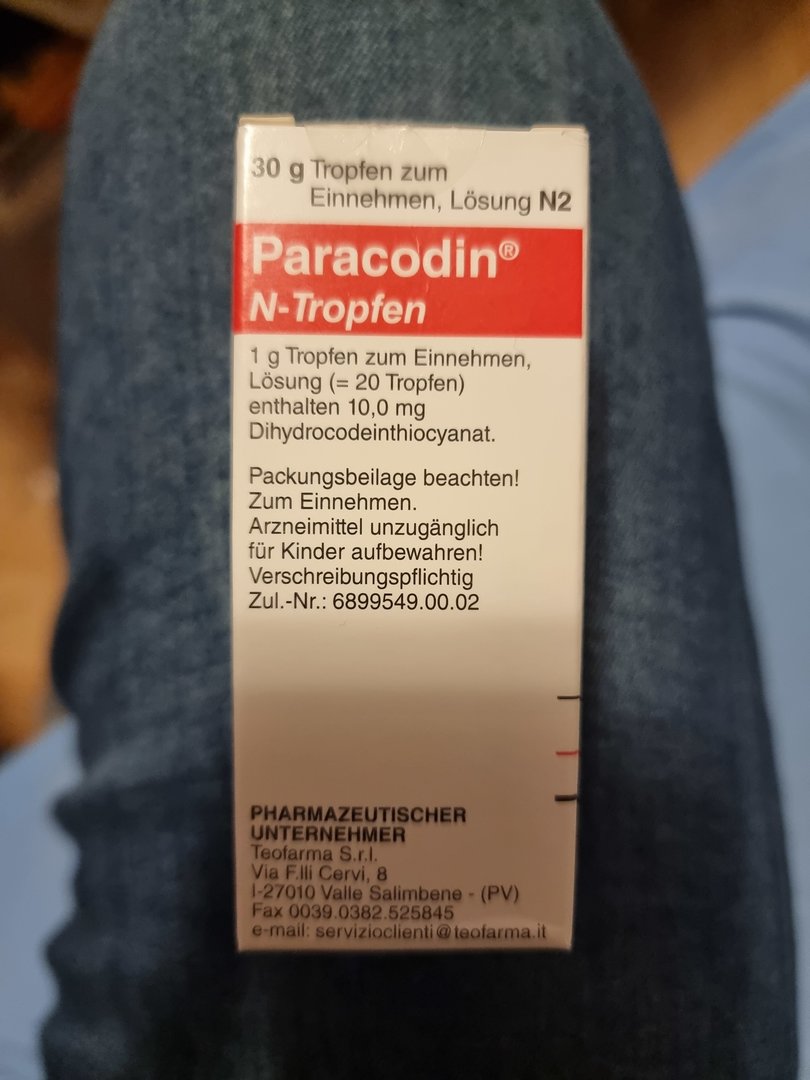 30 g Tropfen zum
Einnehmen, Lösung N2
Paracodin®
N-Tropfen
1 g Tropfen zum Einnehmen,
Lösung (= 20 Tropfen)
enthalten 10,0 mg
Dihydrocodeinthiocyanat.
Packungsbeilage beachten!
Zum Einnehmen.
Arzneimittel unzugänglich
für Kinder aufbewahren!
Verschreibungspflichtig
Zul.-Nr.: 6899549.00.02
PHARMAZEUTISCHER
UNTERNEHMER
Teofarma S.r.l.
Via F.lli Cervi, 8
I-27010 Valle Salimbene - (PV)
Fax 0039.0382.525845
e-mail: servizioclienti@teofarma.it